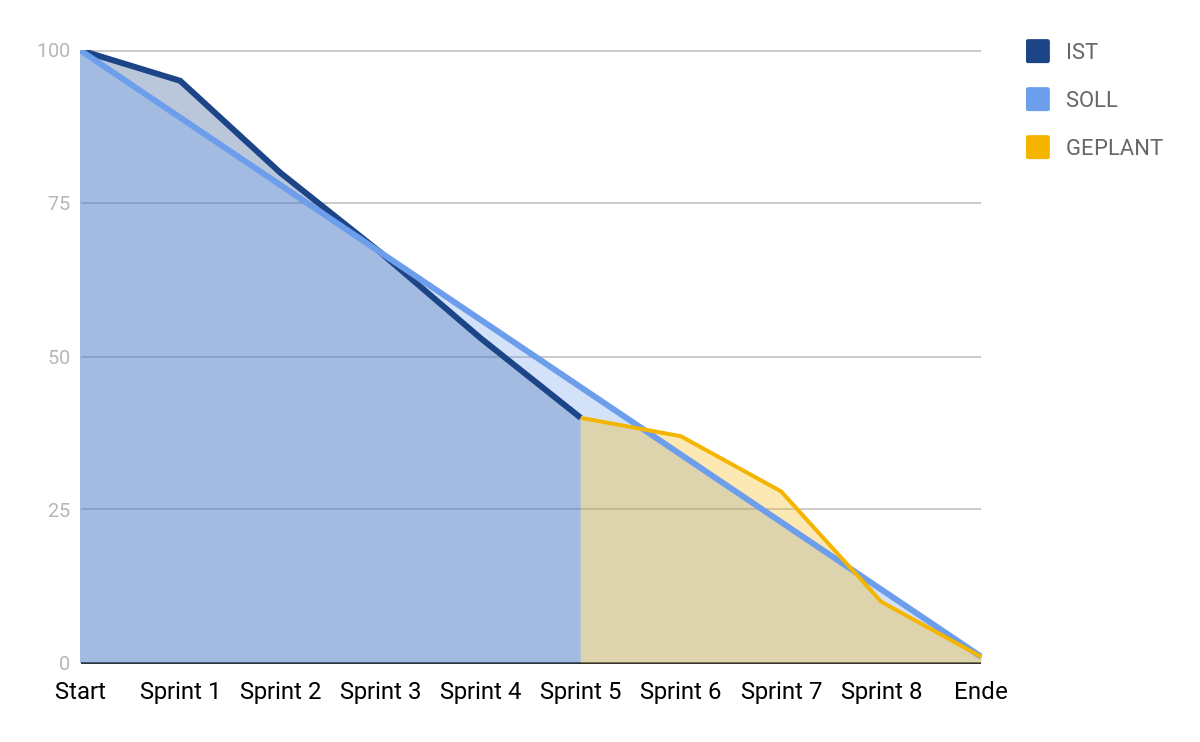 100
75
50
25
0
Start Sprint 1 Sprint 2 Sprint 3 Sprint 4 Sprint 5 Sprint 6 Sprint 7 Sprint 8 Ende
IST
SOLL
GEPLANT